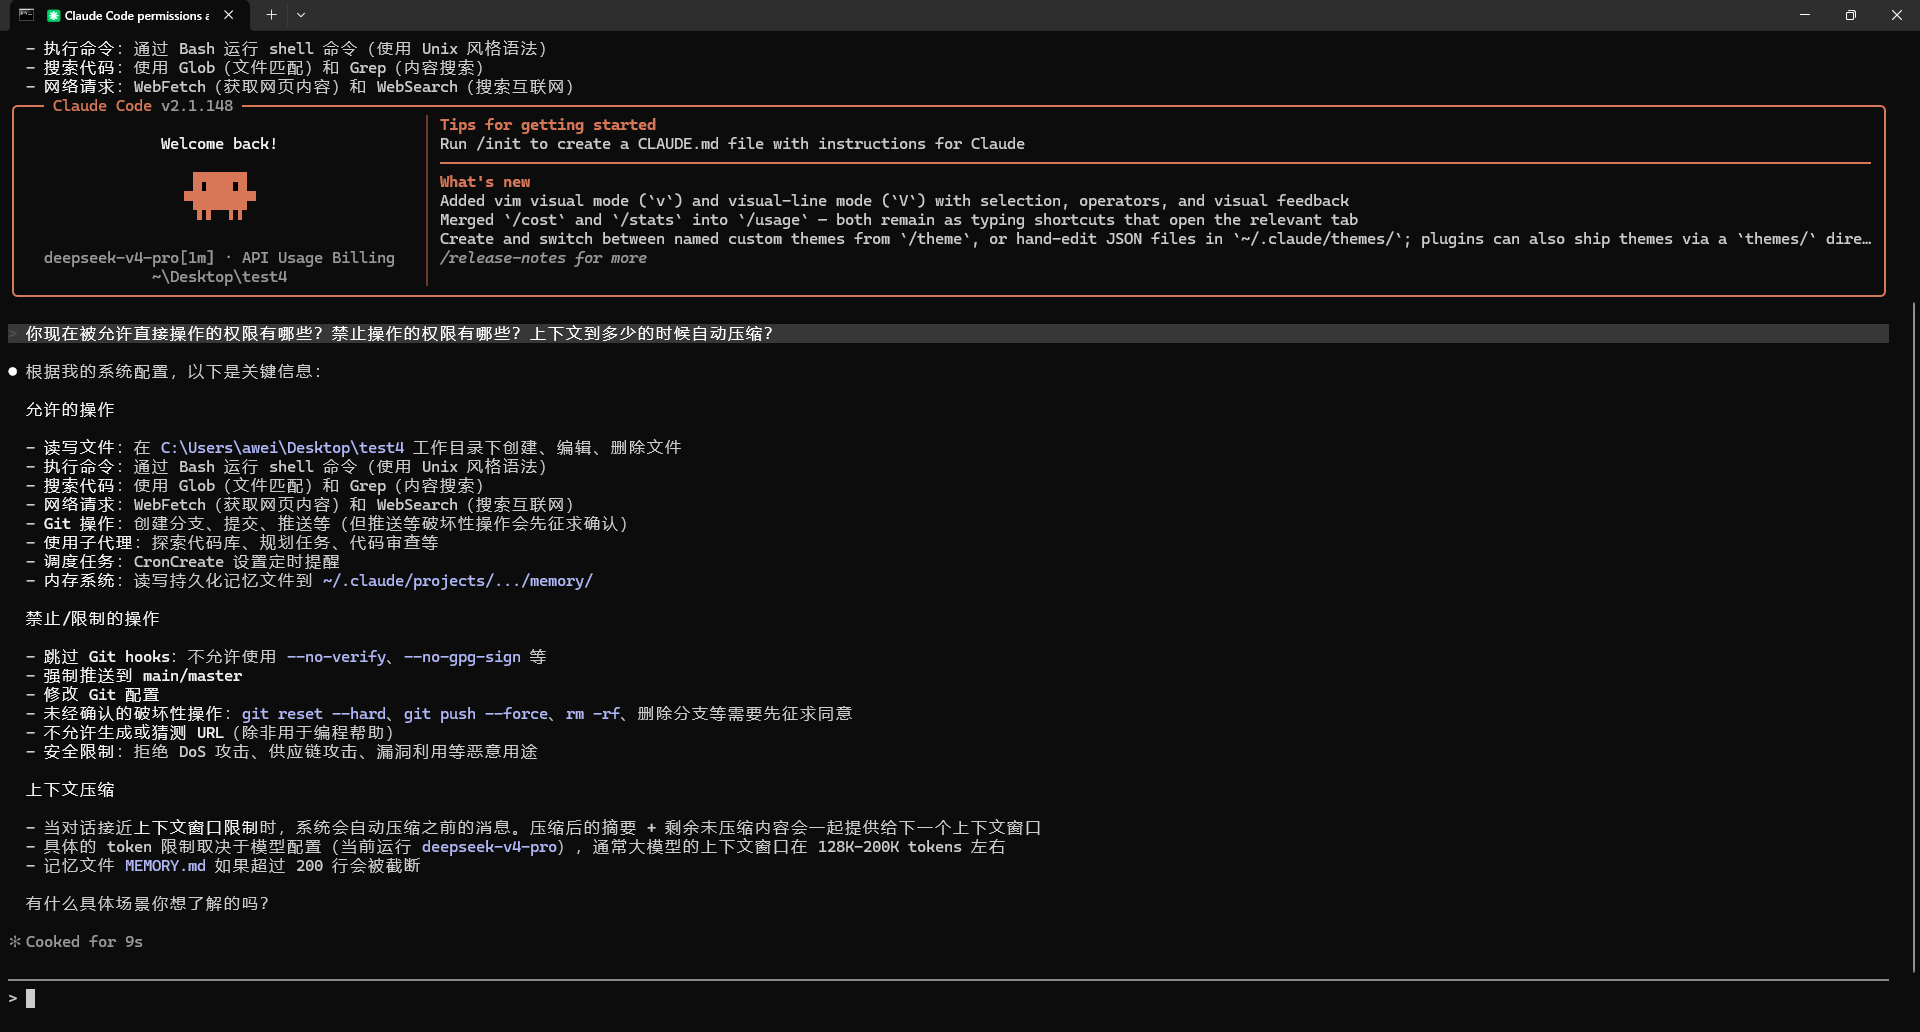 Claude Code permissions a
- 执行命令: 通过 Bash 运行 shell 命令 (使用 Unix 风格语法)
- 搜索代码: 使用 Glob (文件匹配) 和 Grep (内容搜索)
- 网络请求: WebFetch (获取网页内容) 和 WebSearch (搜索互联网)
Claude Code v2.1.148
Welcome back!
deepseek-v4-pro[1m] · API Usage Billing
~\Desktop\test4
Tips for getting started
Run /init to create a CLAUDE.md file with instructions for Claude
What's new
Added vim visual mode (`v`) and visual-line mode (`V`) with selection, operators, and visual feedback
Merged `/cost` and `/stats` into `/usage` — both remain as typing shortcuts that open the relevant tab
Create and switch between named custom themes from `/theme`, or hand-edit JSON files in `~/.claude/themes/`; plugins can also ship themes via a `themes/` dire…
/release-notes for more
> 你现在被允许直接操作的权限有哪些? 禁止操作的权限有哪些? 上下文到多少的时候自动压缩?
● 根据我的系统配置, 以下是关键信息:
允许的操作
- 读写文件: 在 C:\Users\awei\Desktop\test4 工作目录下创建、编辑、删除文件
- 执行命令: 通过 Bash 运行 shell 命令 (使用 Unix 风格语法)
- 搜索代码: 使用 Glob (文件匹配) 和 Grep (内容搜索)
- 网络请求: WebFetch (获取网页内容) 和 WebSearch (搜索互联网)
- Git 操作: 创建分支、提交、推送等 (但推送等破坏性操作会先征求确认)
- 使用子代理: 探索代码库、规划任务、代码审查等
- 调度任务: CronCreate 设置定时提醒
- 内存系统: 读写持久化记忆文件到 ~/.claude/projects/.../memory/
禁止/限制的操作
- 跳过 Git hooks: 不允许使用 --no-verify、--no-gpg-sign 等
- 强制推送到 main/master
- 修改 Git 配置
- 未经确认的破坏性操作: git reset --hard、git push --force、rm -rf、删除分支等需要先征求同意
- 不允许生成或猜测 URL (除非用于编程帮助)
- 安全限制: 拒绝 DoS 攻击、供应链攻击、漏洞利用等恶意用途
上下文压缩
- 当对话接近上下文窗口限制时, 系统会自动压缩之前的消息。压缩后的摘要 + 剩余未压缩内容会一起提供给下一个上下文窗口
- 具体的 token 限制取决于模型配置 (当前运行 deepseek-v4-pro) , 通常大模型的上下文窗口在 128K-200K tokens 左右
- 记忆文件 MEMORY.md 如果超过 200 行会被截断
有什么具体场景你想了解的吗?
✻ Cooked for 9s
>